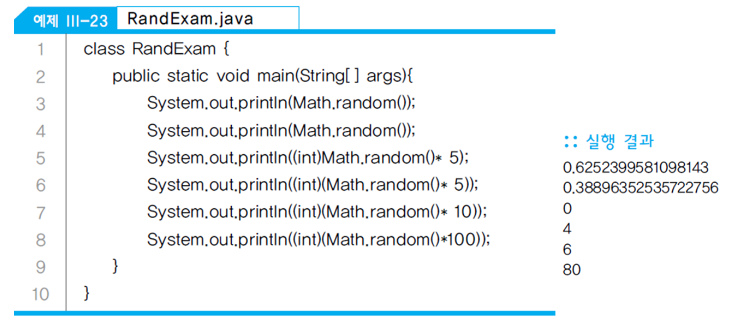 예제 III-23 RandExam.java
1 class RandExam {
2 public static void main(String[ ] args){
3 System.out.println(Math.random());
4 System.out.println(Math.random());
5 System.out.println((int)Math.random()* 5);
6 System.out.println((int)(Math.random()* 5));
7 System.out.println((int)(Math.random()* 10));
8 System.out.println((int)(Math.random()*100));
9 }
10 }
:: 실행 결과
0.6252399581098143
0.38896352535722756
0
4
6
80